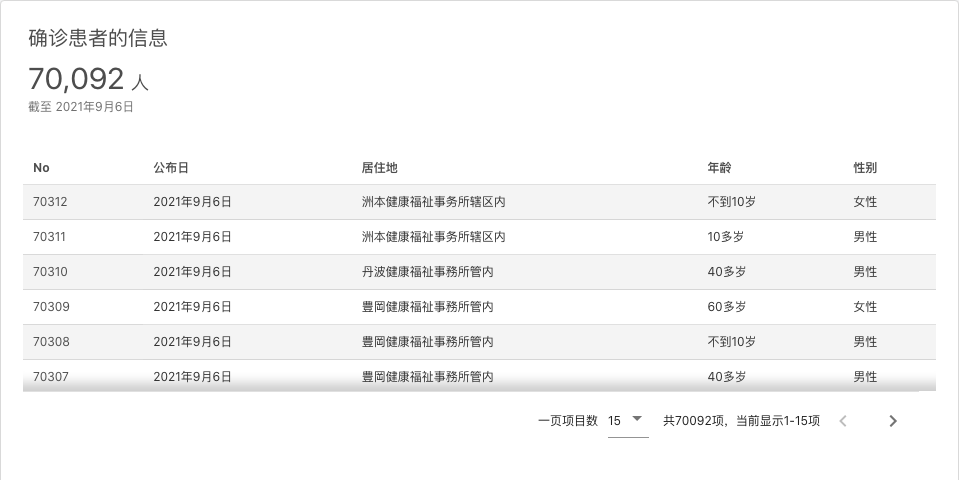 确诊患者的信息
70,092 人
截至 2021年9月6日
No 公布日 居住地 年龄 性别
70312 2021年9月6日 洲本健康福祉事务所辖区内 不到10岁 女性
70311 2021年9月6日 洲本健康福祉事务所辖区内 10多岁 男性
70310 2021年9月6日 丹波健康福祉事務所管内 40多岁 男性
70309 2021年9月6日 豊岡健康福祉事務所管内 60多岁 女性
70308 2021年9月6日 豊岡健康福祉事務所管内 不到10岁 男性
70307 2021年9月6日 豊岡健康福祉事務所管内 40多岁 男性
一页项目数 15 共70092项，当前显示1-15项